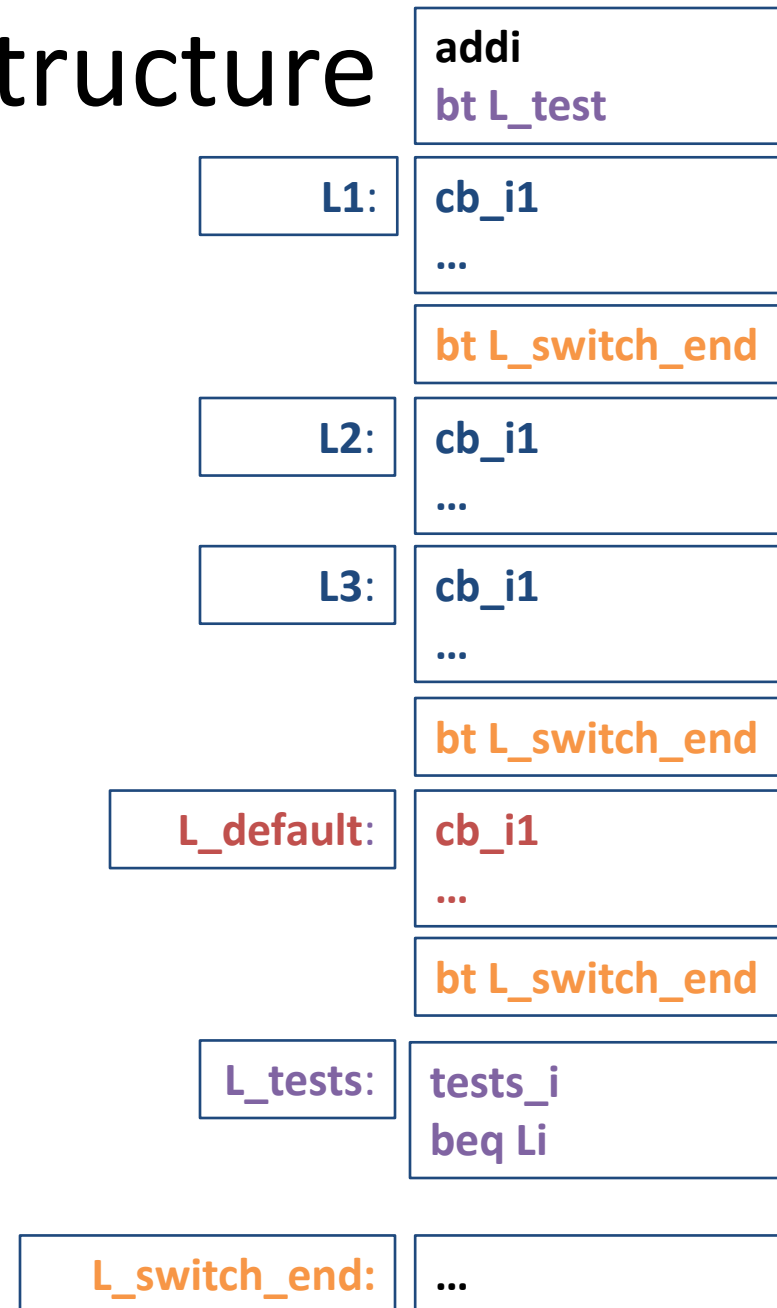 tructure
addi
bt L_test
L1: cb_i1
…
bt L_switch_end
L2: cb_i1
…
L3: cb_i1
…
bt L_switch_end
L_default: cb_i1
…
bt L_switch_end
L_tests: tests_i
beq Li
L_switch_end: …